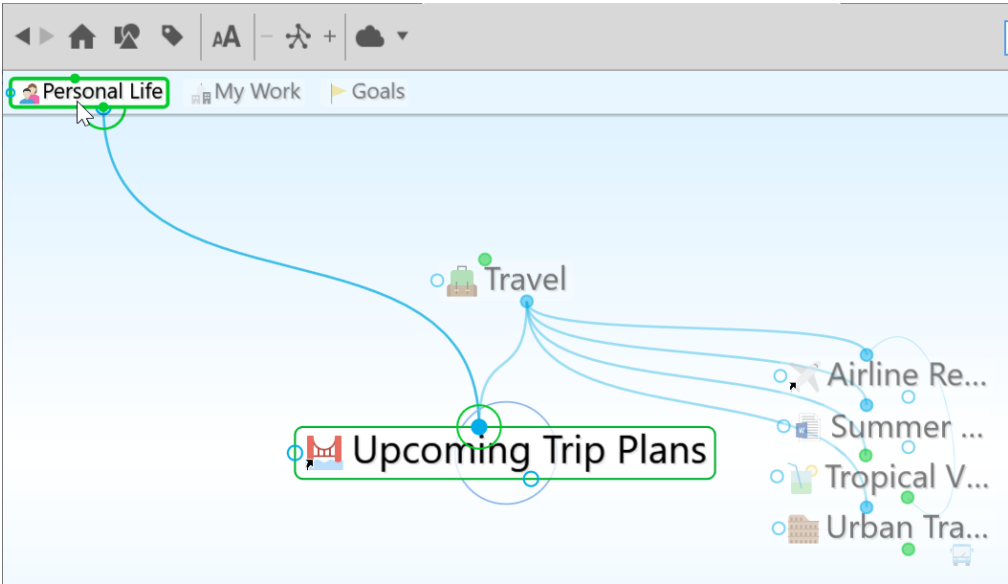 AA
Personal Life My Work Goals
Travel
Airline Re...
Upcoming Trip Plans
Summer ...
Tropical V...
Urban Tra...